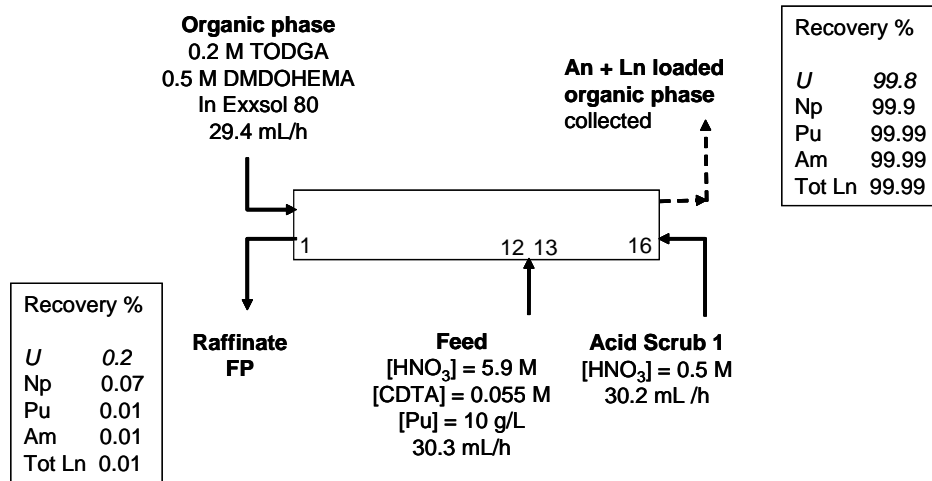 Organic phase
0.2 M TODGA
0.5 M DMDOHEMA
In Exxsol 80
29.4 mL/h
An + Ln loaded
organic phase
collected
Recovery %
U 99.8
Np 99.9
Pu 99.99
Am 99.99
Tot Ln 99.99
1
12 13
16
Recovery %
U 0.2
Np 0.07
Pu 0.01
Am 0.01
Tot Ln 0.01
Raffinate
FP
Feed
[HNO3] = 5.9 M
[CDTA] = 0.055 M
[Pu] = 10 g/L
30.3 mL/h
Acid Scrub 1
[HNO3] = 0.5 M
30.2 mL /h